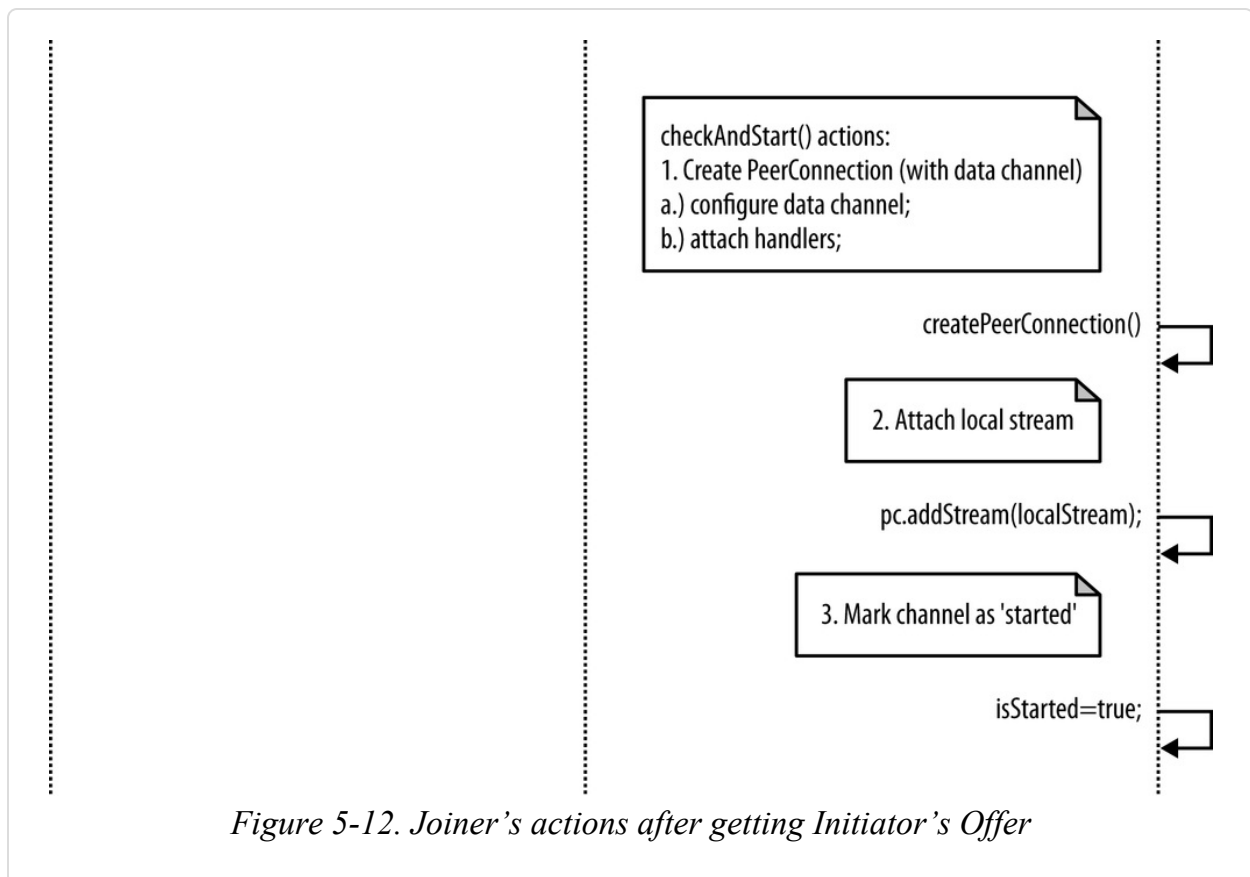 checkAndStart() actions:
1. Create PeerConnection (with data channel)
a.) configure data channel;
b.) attach handlers;
createPeerConnection()
2. Attach local stream
pc.addStream(localStream);
3. Mark channel as 'started'
isStarted=true;
Figure 5-12. Joiner’s actions after getting Initiator’s Offer